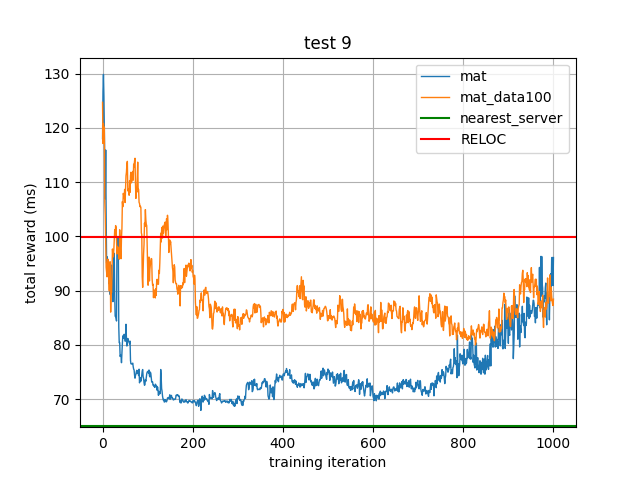 test 9
130
120
110
100
90
80
70
total reward (ms)
mat
mat_data100
nearest_server
RELOC
0
200
400
600
800
1000
training iteration